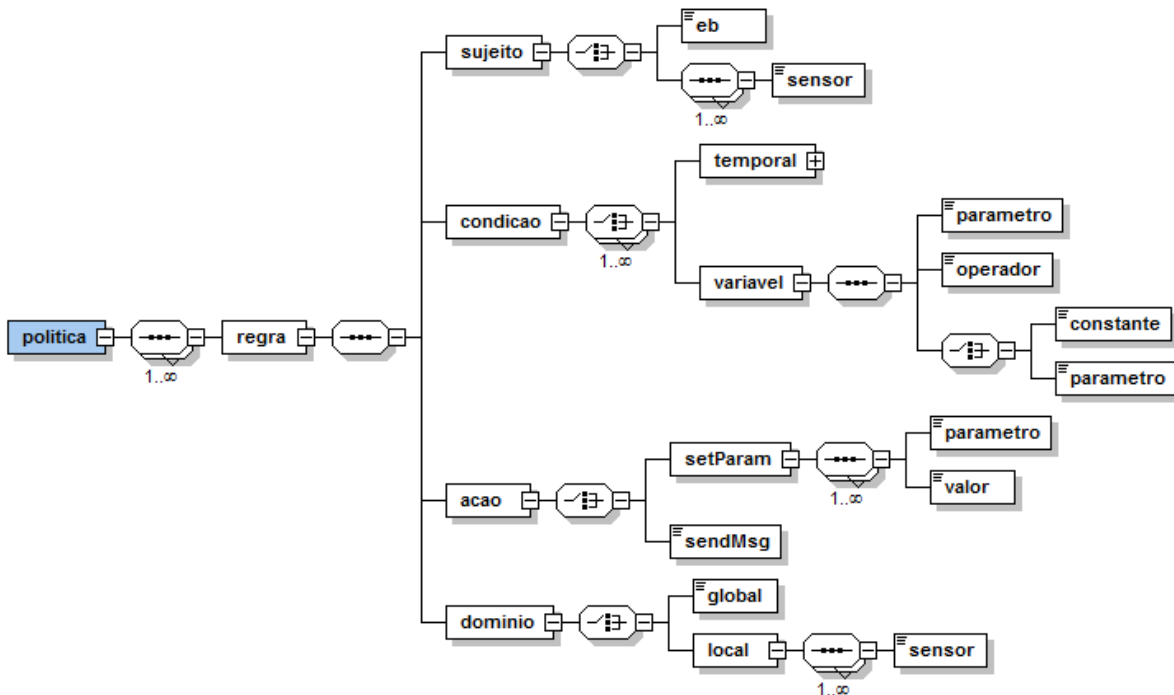 eb
sujeito
sensor
1..∞
temporal
parametro
condicao
1..∞
operador
variavel
constante
politica
regra
1..∞
parametro
parametro
setParam
acao
1..∞
valor
sendMsg
global
dominio
local
sensor
1..∞